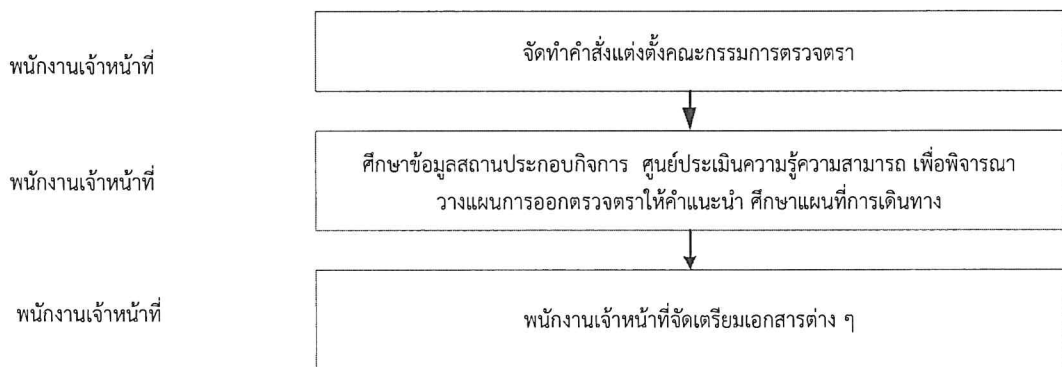 พนักงานเจ้าหน้าที่
จัดทำคำสั่งแต่งตั้งคณะกรรมการตรวจตรา
พนักงานเจ้าหน้าที่
ศึกษาข้อมูลสถานประกอบกิจการ ศูนย์ประเมินความรู้ความสามารถ เพื่อพิจารณา
วางแผนการออกตรวจตราให้คำแนะนำ ศึกษาแผนที่การเดินทาง
พนักงานเจ้าหน้าที่
พนักงานเจ้าหน้าที่จัดเตรียมเอกสารต่าง ๆ